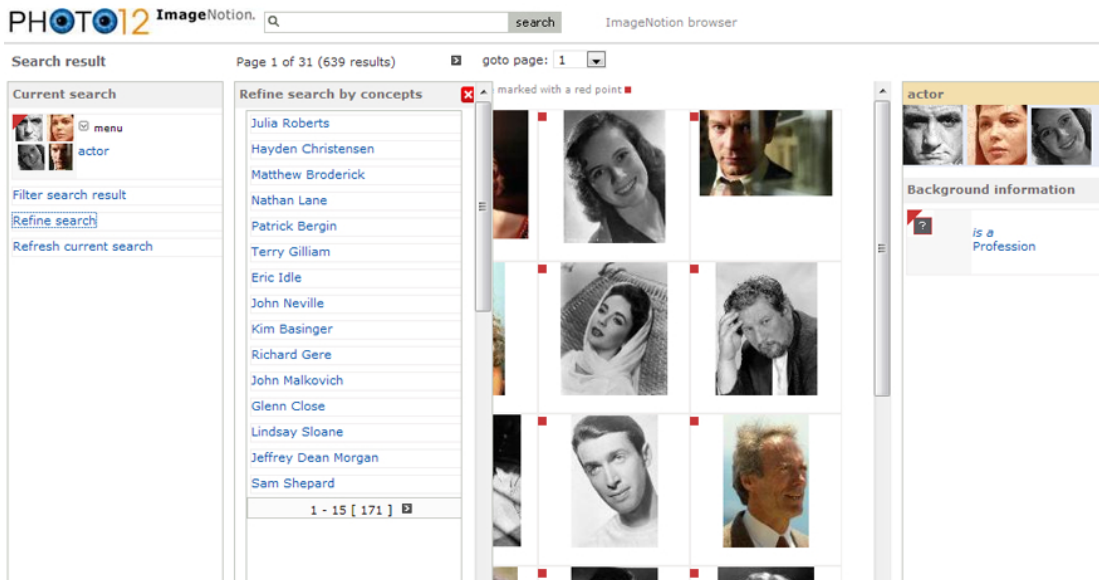 PHOTO12 ImageNotion.
search
ImageNotion browser
Search result
Page 1 of 31 (639 results)
goto page: 1
Current search
menu
actor
Filter search result
Refine search
Refresh current search
Refine search by concepts
Julia Roberts
Hayden Christensen
Matthew Broderick
Nathan Lane
Patrick Bergin
Terry Gilliam
Eric Idle
John Neville
Kim Basinger
Richard Gere
John Malkovich
Glenn Close
Lindsay Sloane
Jeffrey Dean Morgan
Sam Shepard
1 - 15 [ 171 ]
marked with a red point
actor
Background information
?
is a
Profession